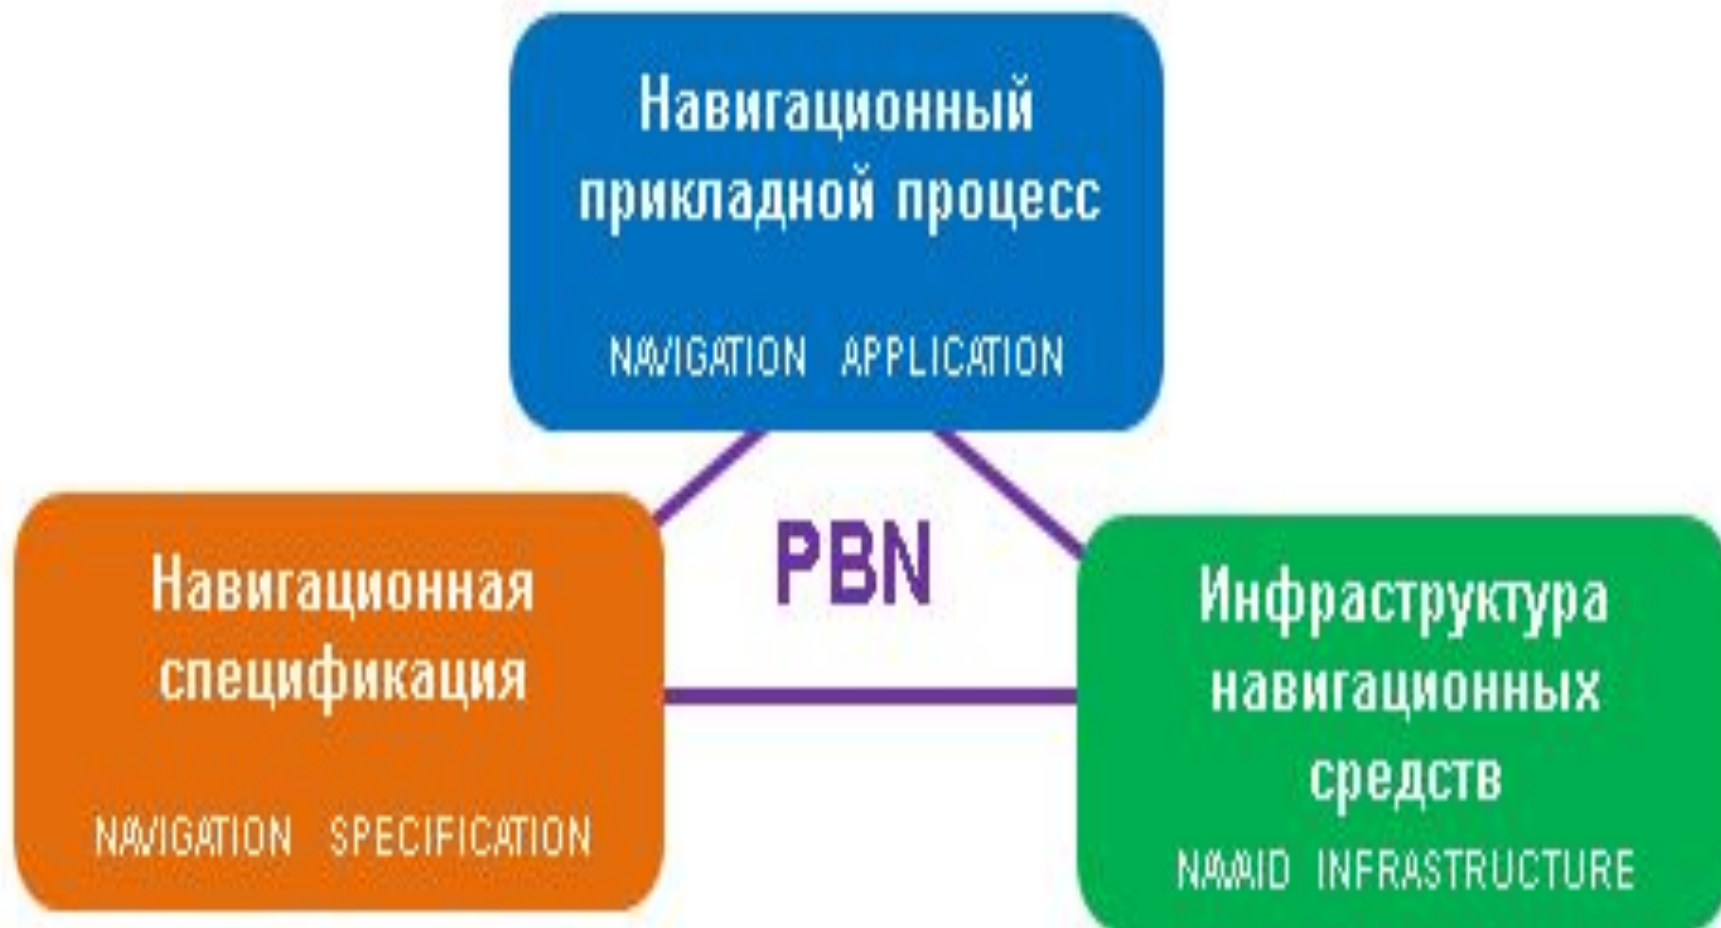 Навигационный
прикладной процесс
NAVIGATION APPLICATION
PBN
Навигационная
спецификация
NAVIGATION SPECIFICATION
Инфраструктура
навигационных
средств
NAVAID INFRASTRUCTURE